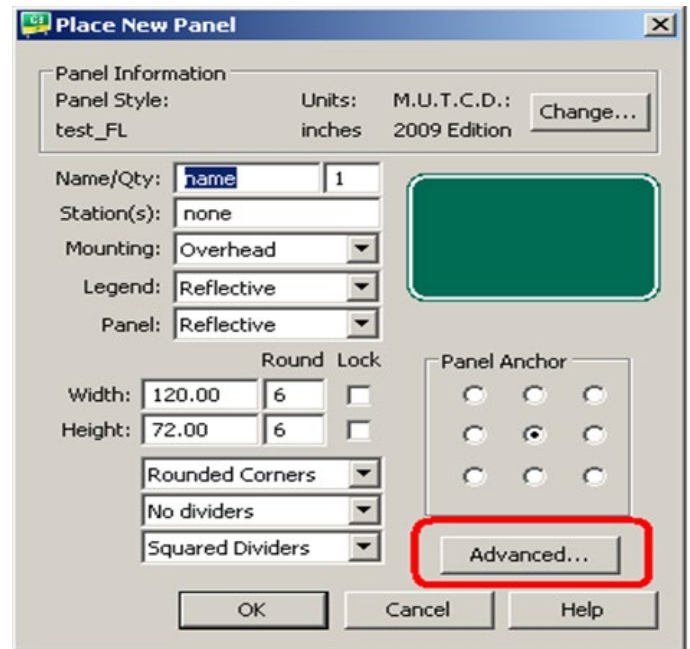 Place New Panel
Panel Information
Panel Style: Units: M.U.T.C.D.:
test_FL inches 2009 Edition
Change...
Name/Qty: name 1
Station(s): none
Mounting: Overhead
Legend: Reflective
Panel: Reflective
Round Lock
Width: 120.00 6
Height: 72.00 6
Rounded Corners
No dividers
Squared Dividers
Panel Anchor
Advanced...
OK Cancel Help